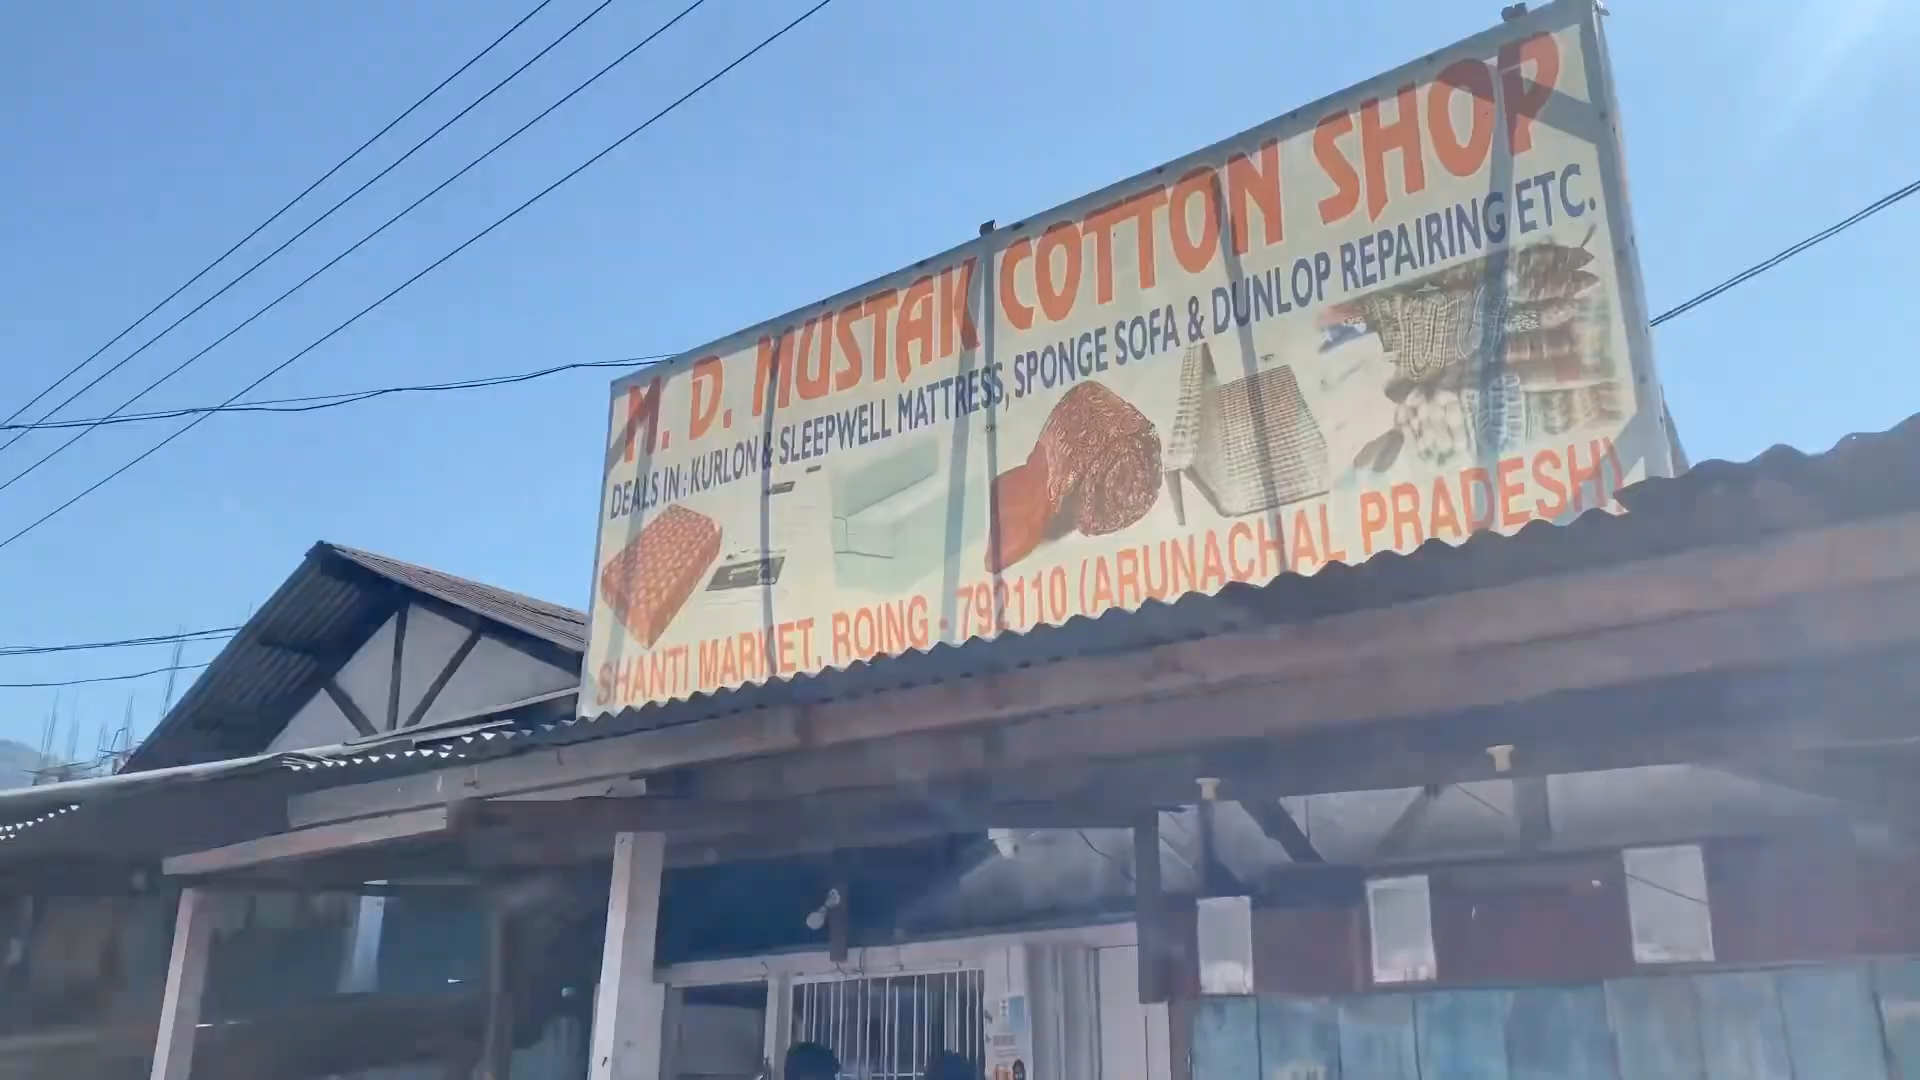 M. D. MUSTAK COTTON SHOP
DEALS IN : KURLON & SLEEPWELL MATTRESS, SPONGE SOFA & DUNLOP REPAIRING ETC.
SHANTI MARKET, ROING - 792110 (ARUNACHAL PRADESH)